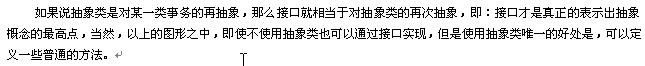 如果说抽象类是对某一类事务的再抽象，那么接口就相当于对抽象类的再次抽象，即：接口才是真正的表示出抽象
概念的最高点，当然，以上的图形之中，即使不使用抽象类也可以通过接口实现，但是使用抽象类唯一的好处是，可以定
义一些普通的方法。